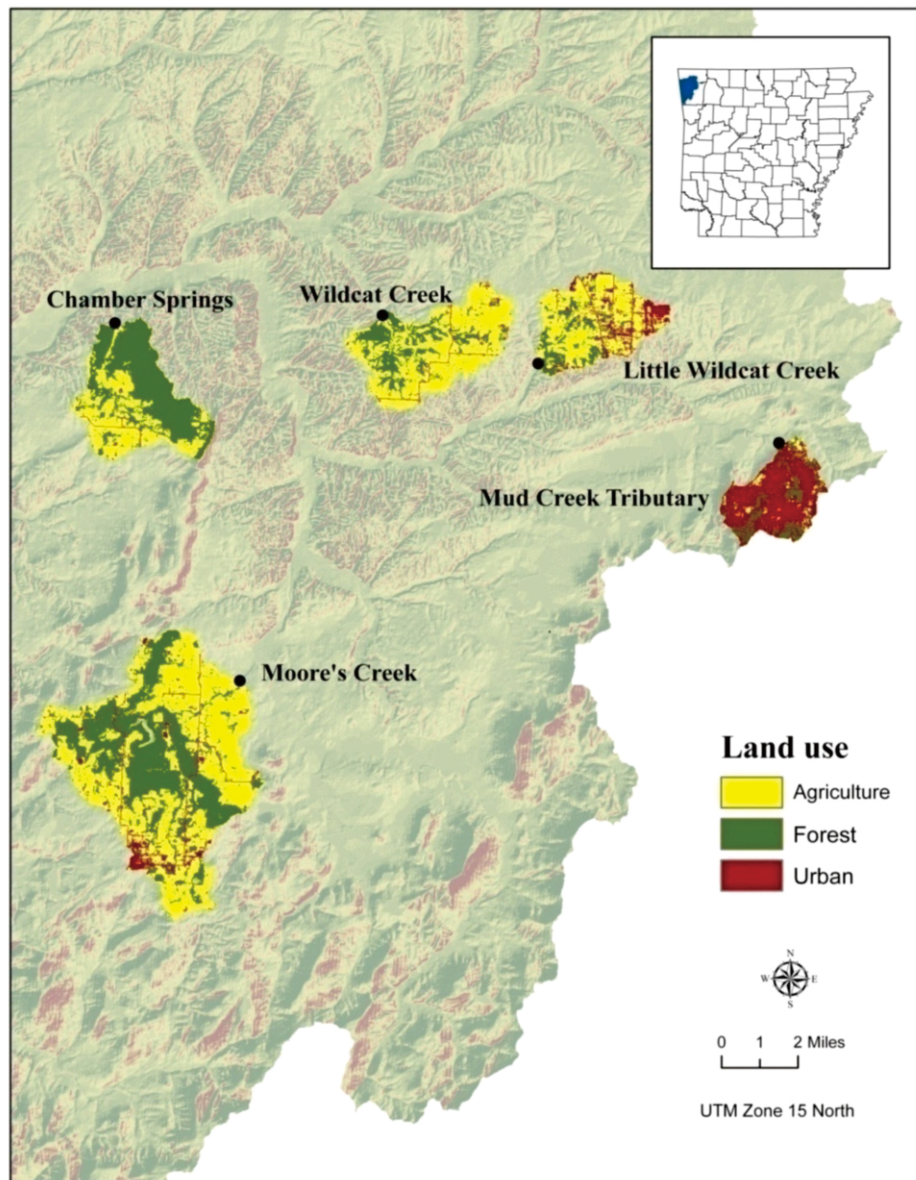 Chamber Springs
Wildcat Creek
Little Wildcat Creek
Mud Creek Tributary
Moore's Creek
Land use
Agriculture
Forest
Urban
N
W E
S
0 1 2 Miles
UTM Zone 15 North